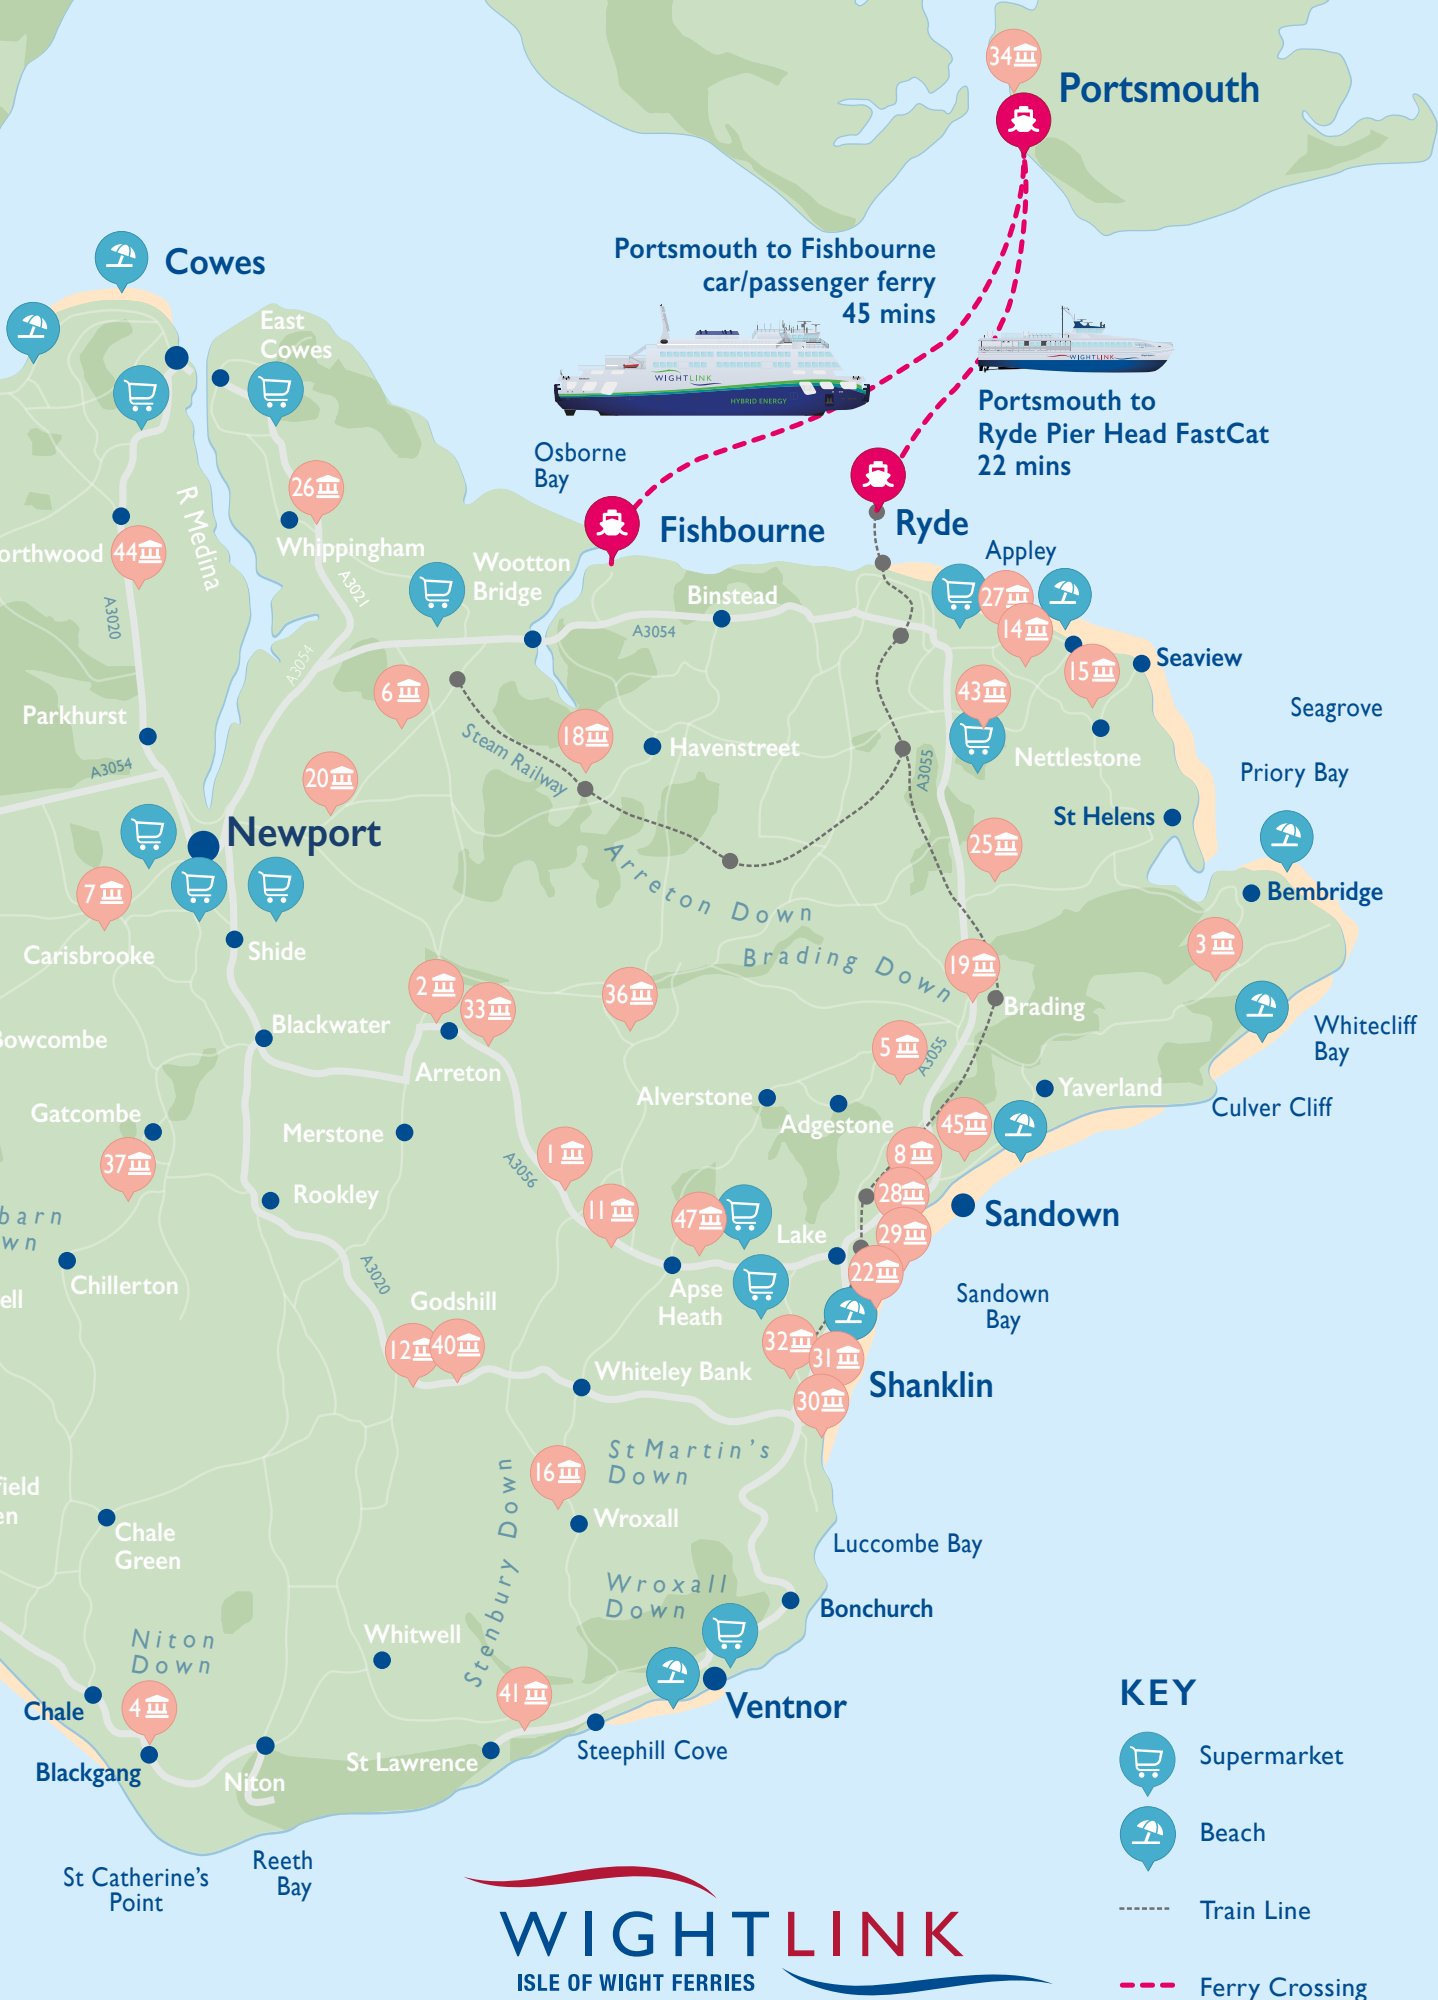 34
Portsmouth
Portsmouth to Fishbourne
car/passenger ferry
45 mins
Cowes
East
Cowes
WIGHTLINK
HYBRID ENERGY
WIGHTLINK
Portsmouth to
Ryde Pier Head FastCat
22 mins
Osborne
Bay
26
R Medina
Fishbourne
Ryde
orthwood
44
Whippingham
Wootton
Bridge
Appley
A3021
A3020
Binstead
27
14
A3054
A3054
Seaview
15
6
43
Seagrove
Parkhurst
Steam Railway
18
Havenstreet
Nettlestone
A3055
A3054
20
Priory Bay
Newport
St Helens
25
Arreton Down
7
Bembridge
Carisbrooke
Shide
Brading Down
3
19
2
33
36
Brading
Bowcombe
Blackwater
Whitecliff
Bay
5
A3055
Arreton
Alverstone
Yaverland
Gatcombe
Adgestone
45
Culver Cliff
Merstone
37
A3056
1
8
Rookley
11
47
28
Sandown
barn
wn
Lake
29
Chillerton
A3020
22
ell
Godshill
Apse
Heath
Sandown
Bay
12
40
32
31
Whiteley Bank
Shanklin
30
St Martin's
Down
16
field
en
Stenbury Down
Wroxall
Chale
Green
Luccombe Bay
Wroxall
Down
Bonchurch
Niton
Down
Whitwell
41
Chale
4
Ventnor
KEY
Blackgang
Niton
St Lawrence
Steephill Cove
Supermarket
Beach
St Catherine's
Point
Reeth
Bay
Train Line
WIGHTLINK
ISLE OF WIGHT FERRIES
Ferry Crossing